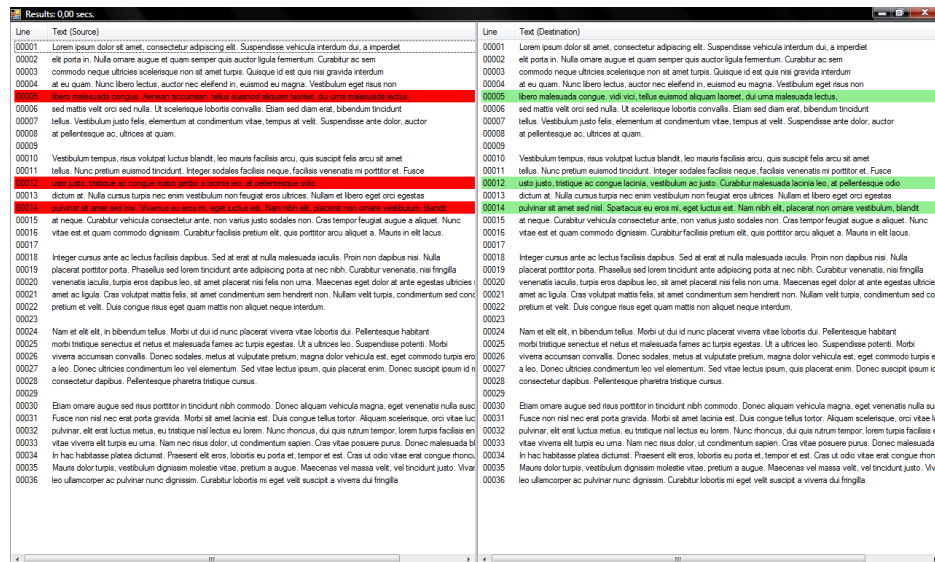 Results: 0,00 secs.
Line Text (Source)
00001 Lorem ipsum dolor sit amet, consectetur adipiscing elit. Suspendisse vehicula interdum dui, a imperdiet
00002 elit porta in. Nulla ornare augue et quam semper quis auctor ligula fermentum. Curabitur ac sem
00003 commodo neque ultricies scelerisque non sit amet turpis. Quisque id est quis nisi gravida interdum
00004 at eu quam. Nunc libero lectus, auctor nec eleifend in, euismod eu magna. Vestibulum eget risus non
00005 libero malesuada congue. Aenean accumsan, tellus euismod aliquam laoreet, dui urna malesuada lectus,
00006 sed mattis velit orci sed nulla. Ut scelerisque lobortis convallis. Etiam sed diam erat, bibendum tincidunt
00007 tellus. Vestibulum justo felis, elementum at condimentum vitae, tempus at velit. Suspendisse ante dolor, auctor
00008 at pellentesque ac, ultrices at quam.
00009
00010 Vestibulum tempus, risus volutpat luctus blandit, leo mauris facilisis arcu, quis suscipit felis arcu sit amet
00011 tellus. Nunc pretium euismod tincidunt. Integer sodales facilisis neque, facilisis venenatis mi porttitor et. Fusce
00012 usto justo, tristique ac congue mabo jambo a lacinia leo, at pellentesque odio
00013 dictum at. Nulla cursus turpis nec enim vestibulum non feugiat eros ultrices. Nullam et libero eget orci egestas
00014 pulvinar sit amet sed nisl. Vivamus eu eros mi, eget luctus est. Nam nibh elit, placerat non ornare vestibulum, blandit
00015 at neque. Curabitur vehicula consectetur ante, non varius justo sodales non. Cras tempor feugiat augue a aliquet. Nunc
00016 vitae est et quam commodo dignissim. Curabitur facilisis pretium elit, quis porttitor arcu aliquet a. Mauris in elit lacus.
00017
00018 Integer cursus ante ac lectus facilisis dapibus. Sed at erat at nulla malesuada iaculis. Proin non dapibus nisi. Nulla
00019 placerat porttitor porta. Phasellus sed lorem tincidunt ante adipiscing porta at nec nibh. Curabitur venenatis, nisi fringilla
00020 venenatis iaculis, turpis eros dapibus leo, sit amet placerat nisi felis non urna. Maecenas eget dolor at ante egestas ultricies
00021 amet ac ligula. Cras volutpat mattis felis, sit amet condimentum sem hendrerit non. Nullam velit turpis, condimentum sed conc
00022 pretium et velit. Duis congue risus eget quam mattis non aliquet neque interdum.
00023
00024 Nam et elit elit, in bibendum tellus. Morbi ut dui id nunc placerat viverra vitae lobortis dui. Pellentesque habitant
00025 morbi tristique senectus et netus et malesuada fames ac turpis egestas. Ut a ultrices leo. Suspendisse potenti. Morbi
00026 viverra accumsan convallis. Donec sodales, metus at vulputate pretium, magna dolor vehicula est, eget commodo turpis ero
00027 a leo. Donec ultricies condimentum leo vel elementum. Sed vitae lectus ipsum, quis placerat enim. Donec suscipit ipsum id n
00028 consectetur dapibus. Pellentesque pharetra tristique cursus.
00029
00030 Etiam ornare augue sed risus porttitor in tincidunt nibh commodo. Donec aliquam vehicula magna, eget venenatis nulla susc
00031 Fusce non nisl nec erat porta gravida. Morbi sit amet lacinia est. Duis congue tellus tortor. Aliquam scelerisque, orci vitae luc
00032 pulvinar, elit erat luctus metus, eu tristique nisl lectus eu lorem. Nunc rhoncus, dui quis rutrum tempor, lorem turpis facilisis en
00033 vitae viverra elit turpis eu urna. Nam nec risus dolor, ut condimentum sapien. Cras vitae posuere purus. Donec malesuada bl
00034 In hac habitasse platea dictumst. Praesent elit eros, lobortis eu porta et, tempor et est. Cras ut odio vitae erat congue rhoncu
00035 Mauris dolor turpis, vestibulum dignissim molestie vitae, pretium a augue. Maecenas vel massa velit, vel tincidunt justo. Vivar
00036 leo ullamcorper ac pulvinar nunc dignissim. Curabitur lobortis mi eget velit suscipit a viverra dui fringilla
Line Text (Destination)
00001 Lorem ipsum dolor sit amet, consectetur adipiscing elit. Suspendisse vehicula interdum dui, a imperdiet
00002 elit porta in. Nulla ornare augue et quam semper quis auctor ligula fermentum. Curabitur ac sem
00003 commodo neque ultricies scelerisque non sit amet turpis. Quisque id est quis nisi gravida interdum
00004 at eu quam. Nunc libero lectus, auctor nec eleifend in, euismod eu magna. Vestibulum eget risus non
00005 libero malesuada congue. vidi vici, tellus euismod aliquam laoreet, dui urna malesuada lectus,
00006 sed mattis velit orci sed nulla. Ut scelerisque lobortis convallis. Etiam sed diam erat, bibendum tincidunt
00007 tellus. Vestibulum justo felis, elementum at condimentum vitae, tempus at velit. Suspendisse ante dolor, auctor
00008 at pellentesque ac, ultrices at quam.
00009
00010 Vestibulum tempus, risus volutpat luctus blandit, leo mauris facilisis arcu, quis suscipit felis arcu sit amet
00011 tellus. Nunc pretium euismod tincidunt. Integer sodales facilisis neque, facilisis venenatis mi porttitor et. Fusce
00012 usto justo, tristique ac congue lacinia, vestibulum ac justo. Curabitur malesuada lacinia leo, at pellentesque odio
00013 dictum at. Nulla cursus turpis nec enim vestibulum non feugiat eros ultrices. Nullam et libero eget orci egestas
00014 pulvinar sit amet sed nisl. Spartacus eu eros mi, eget luctus est. Nam nibh elit, placerat non ornare vestibulum, blandit
00015 at neque. Curabitur vehicula consectetur ante, non varius justo sodales non. Cras tempor feugiat augue a aliquet. Nunc
00016 vitae est et quam commodo dignissim. Curabitur facilisis pretium elit, quis porttitor arcu aliquet a. Mauris in elit lacus.
00017
00018 Integer cursus ante ac lectus facilisis dapibus. Sed at erat at nulla malesuada iaculis. Proin non dapibus nisi. Nulla
00019 placerat porttitor porta. Phasellus sed lorem tincidunt ante adipiscing porta at nec nibh. Curabitur venenatis, nisi fringilla
00020 venenatis iaculis, turpis eros dapibus leo, sit amet placerat nisi felis non urna. Maecenas eget dolor at ante egestas ultricie
00021 amet ac ligula. Cras volutpat mattis felis, sit amet condimentum sem hendrerit non. Nullam velit turpis, condimentum sed co
00022 pretium et velit. Duis congue risus eget quam mattis non aliquet neque interdum.
00023
00024 Nam et elit elit, in bibendum tellus. Morbi ut dui id nunc placerat viverra vitae lobortis dui. Pellentesque habitant
00025 morbi tristique senectus et netus et malesuada fames ac turpis egestas. Ut a ultrices leo. Suspendisse potenti. Morbi
00026 viverra accumsan convallis. Donec sodales, metus at vulputate pretium, magna dolor vehicula est, eget commodo turpis e
00027 a leo. Donec ultricies condimentum leo vel elementum. Sed vitae lectus ipsum, quis placerat enim. Donec suscipit ipsum ic
00028 consectetur dapibus. Pellentesque pharetra tristique cursus.
00029
00030 Etiam ornare augue sed risus porttitor in tincidunt nibh commodo. Donec aliquam vehicula magna, eget venenatis nulla su
00031 Fusce non nisl nec erat porta gravida. Morbi sit amet lacinia est. Duis congue tellus tortor. Aliquam scelerisque, orci vitae l
00032 pulvinar, elit erat luctus metus, eu tristique nisl lectus eu lorem. Nunc rhoncus, dui quis rutrum tempor, lorem turpis facilisis e
00033 vitae viverra elit turpis eu urna. Nam nec risus dolor, ut condimentum sapien. Cras vitae posuere purus. Donec malesuada
00034 In hac habitasse platea dictumst. Praesent elit eros, lobortis eu porta et, tempor et est. Cras ut odio vitae erat congue rhon
00035 Mauris dolor turpis, vestibulum dignissim molestie vitae, pretium a augue. Maecenas vel massa velit, vel tincidunt justo. Viv
00036 leo ullamcorper ac pulvinar nunc dignissim. Curabitur lobortis mi eget velit suscipit a viverra dui fringilla